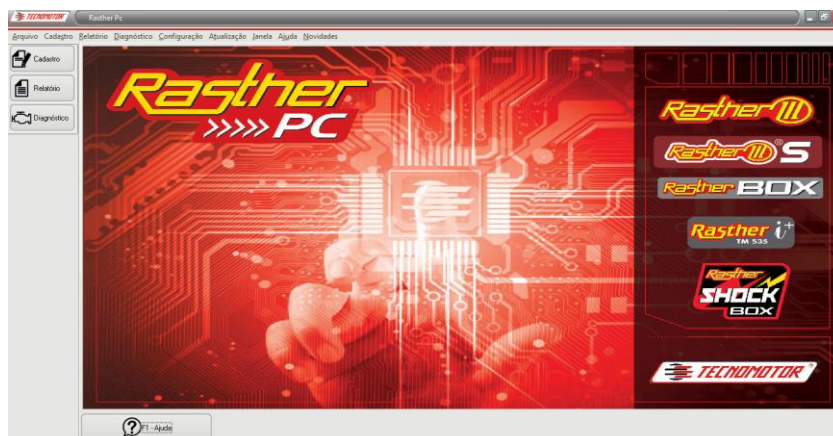 TECNOMOTOR Rasther Pc
Arquivo Cadastro Relatório Diagnóstico Configuração Atualização Janela Ajuda Novidades
Cadastro
Relatório
Diagnóstico
Rasther
>>>>> PC
Rasther III
Rasther III ® S
Rasther BOX
Rasther i+
TM 535
Rasther
SHOCK
BOX
TECNOMOTOR®
F1 - Ajuda